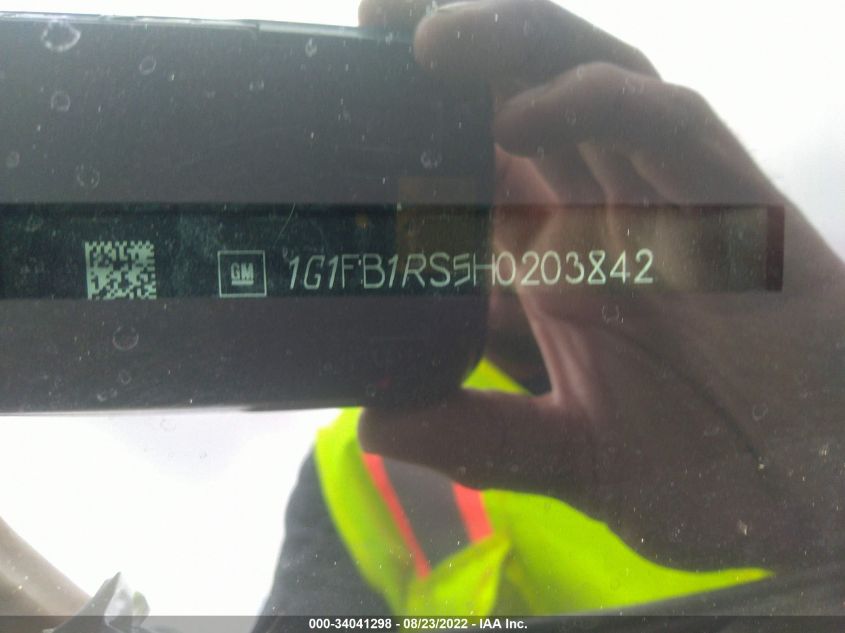 GM 1G1FB1RS5H0203842
000-34041298 - 08/23/2022 - IAA Inc.